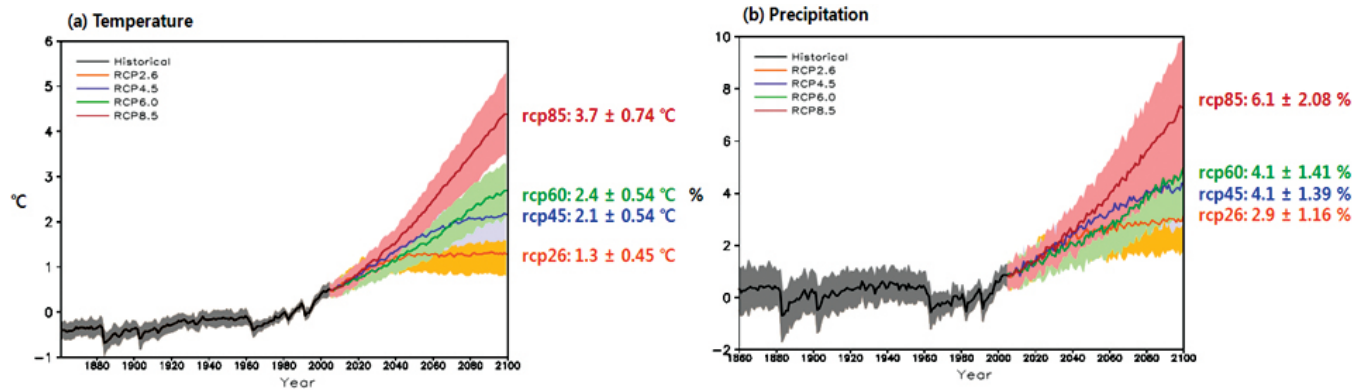 (a) Temperature
6
5
4
3
2
1
0
-1
℃
Historical
RCP2.6
RCP4.5
RCP6.0
RCP8.5
rcp85: 3.7 ± 0.74 ℃
rcp60: 2.4 ± 0.54 ℃
rcp45: 2.1 ± 0.54 ℃
rcp26: 1.3 ± 0.45 ℃
1880 1900 1920 1940 1960 1980 2000 2020 2040 2060 2080 2100
Year
(b) Precipitation
10
8
6
4
2
0
-2
%
Historical
RCP2.6
RCP4.5
RCP6.0
RCP8.5
rcp85: 6.1 ± 2.08 %
rcp60: 4.1 ± 1.41 %
rcp45: 4.1 ± 1.39 %
rcp26: 2.9 ± 1.16 %
1860 1880 1900 1920 1940 1960 1980 2000 2020 2040 2060 2080 2100
Year